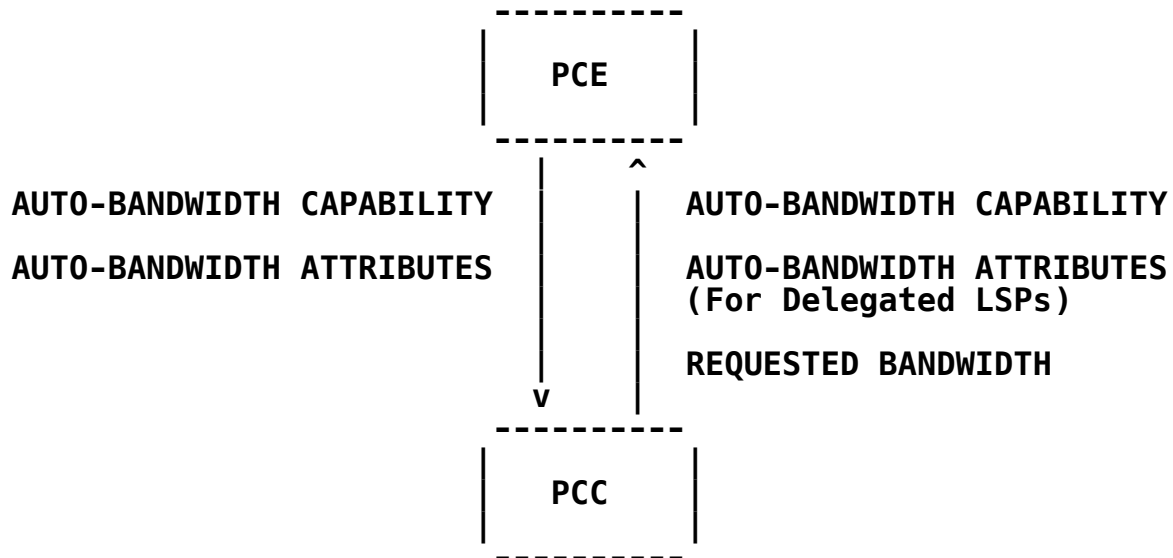 PCE
AUTO-BANDWIDTH CAPABILITY AUTO-BANDWIDTH CAPABILITY
AUTO-BANDWIDTH ATTRIBUTES AUTO-BANDWIDTH ATTRIBUTES
(For Delegated LSPs)
REQUESTED BANDWIDTH
PCC